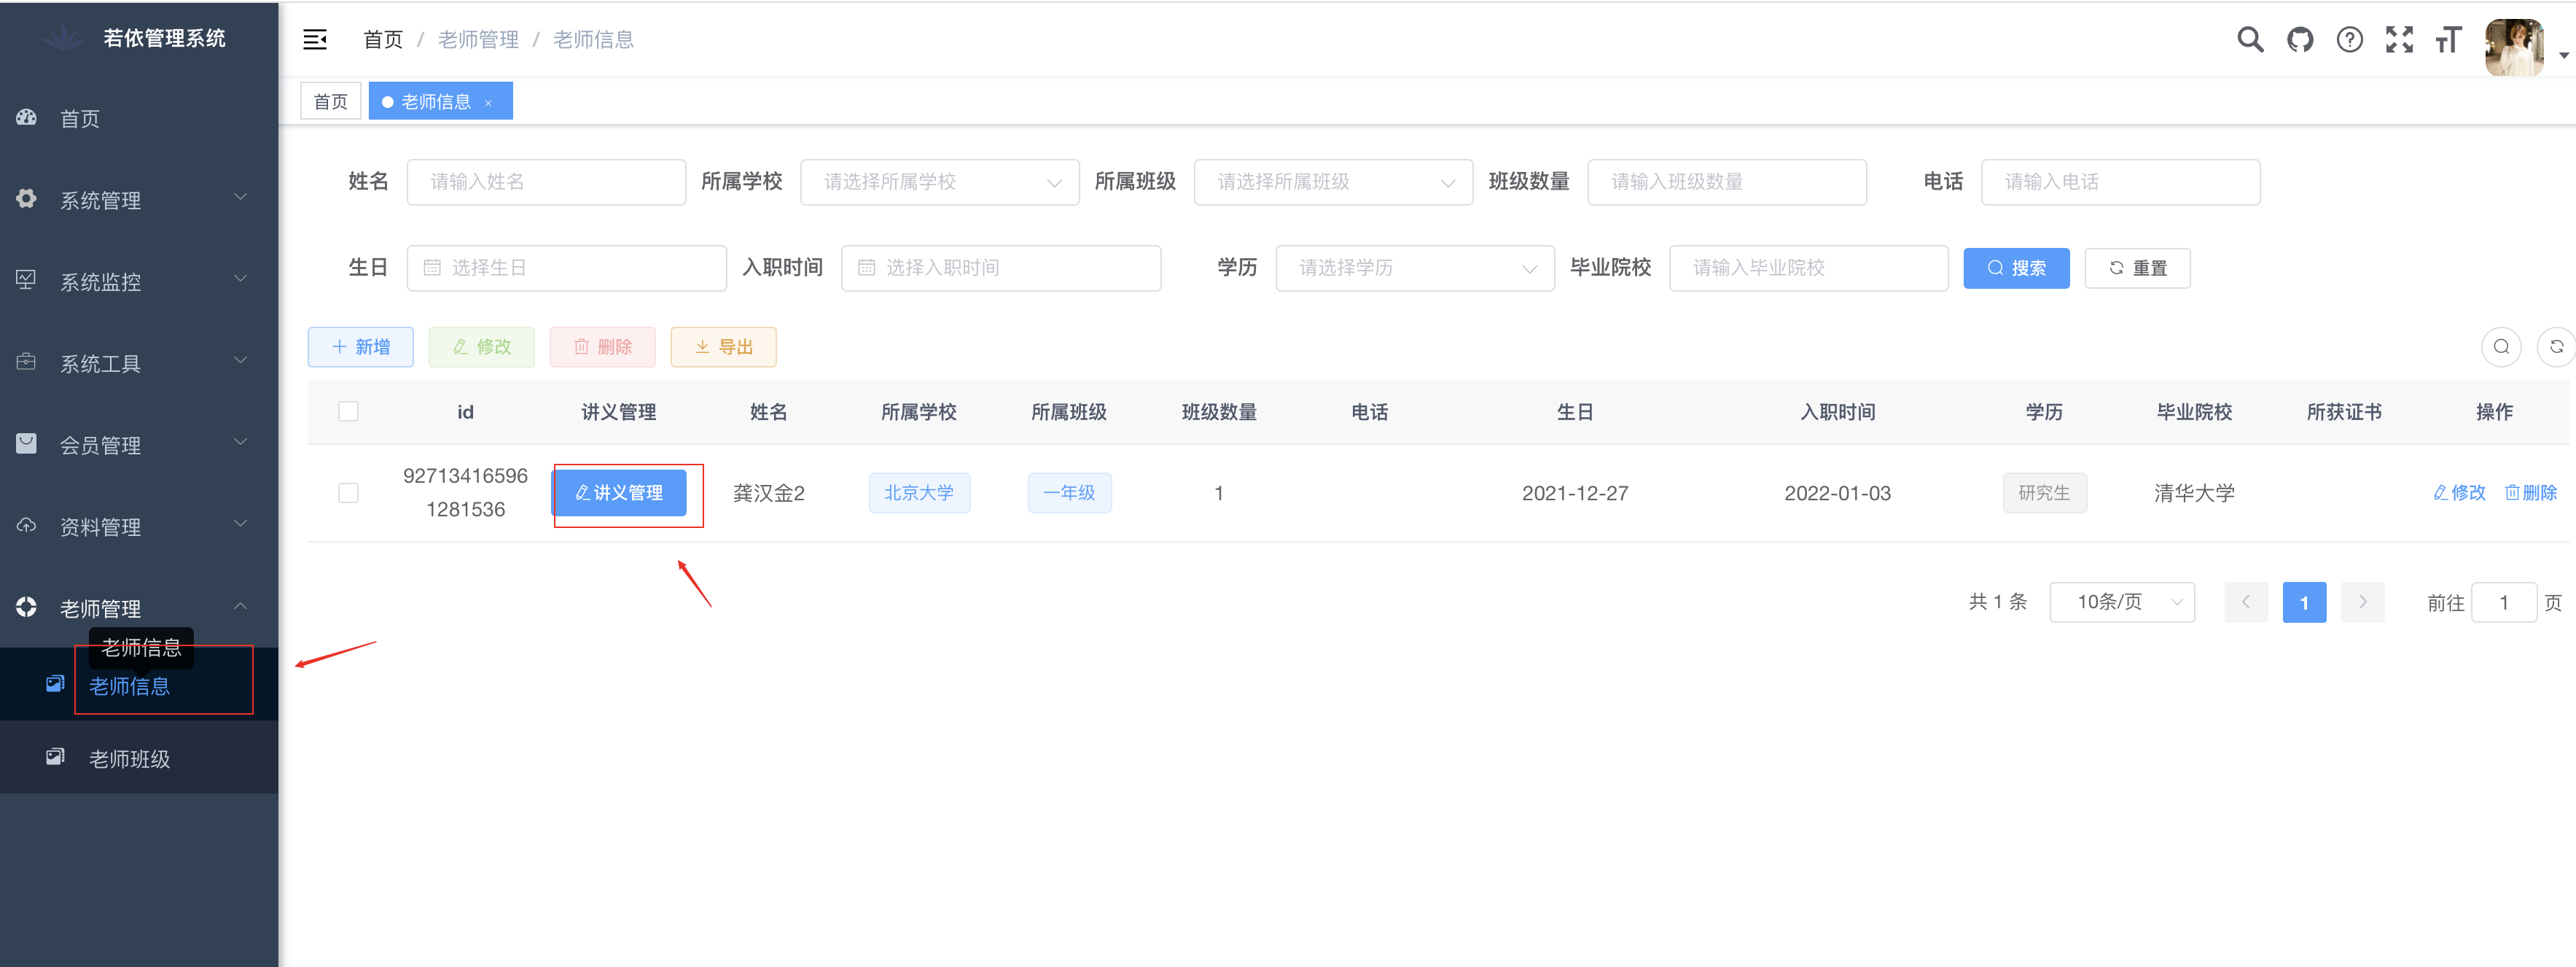 若依管理系统
首页 / 老师管理 / 老师信息
首页
系统管理
系统监控
系统工具
会员管理
资料管理
老师管理
老师信息
老师信息
老师班级
首页
老师信息 ×
姓名 请输入姓名 所属学校 请选择所属学校 所属班级 请选择所属班级 班级数量 请输入班级数量 电话 请输入电话
生日 选择生日 入职时间 选择入职时间 学历 请选择学历 毕业院校 请输入毕业院校 搜索 重置
新增 修改 删除 导出
id 讲义管理 姓名 所属学校 所属班级 班级数量 电话 生日 入职时间 学历 毕业院校 所获证书 操作
92713416596
1281536
讲义管理 龚汉金2 北京大学 一年级 1 2021-12-27 2022-01-03 研究生 清华大学 修改 删除
共 1 条 10条/页 1 前往 1 页